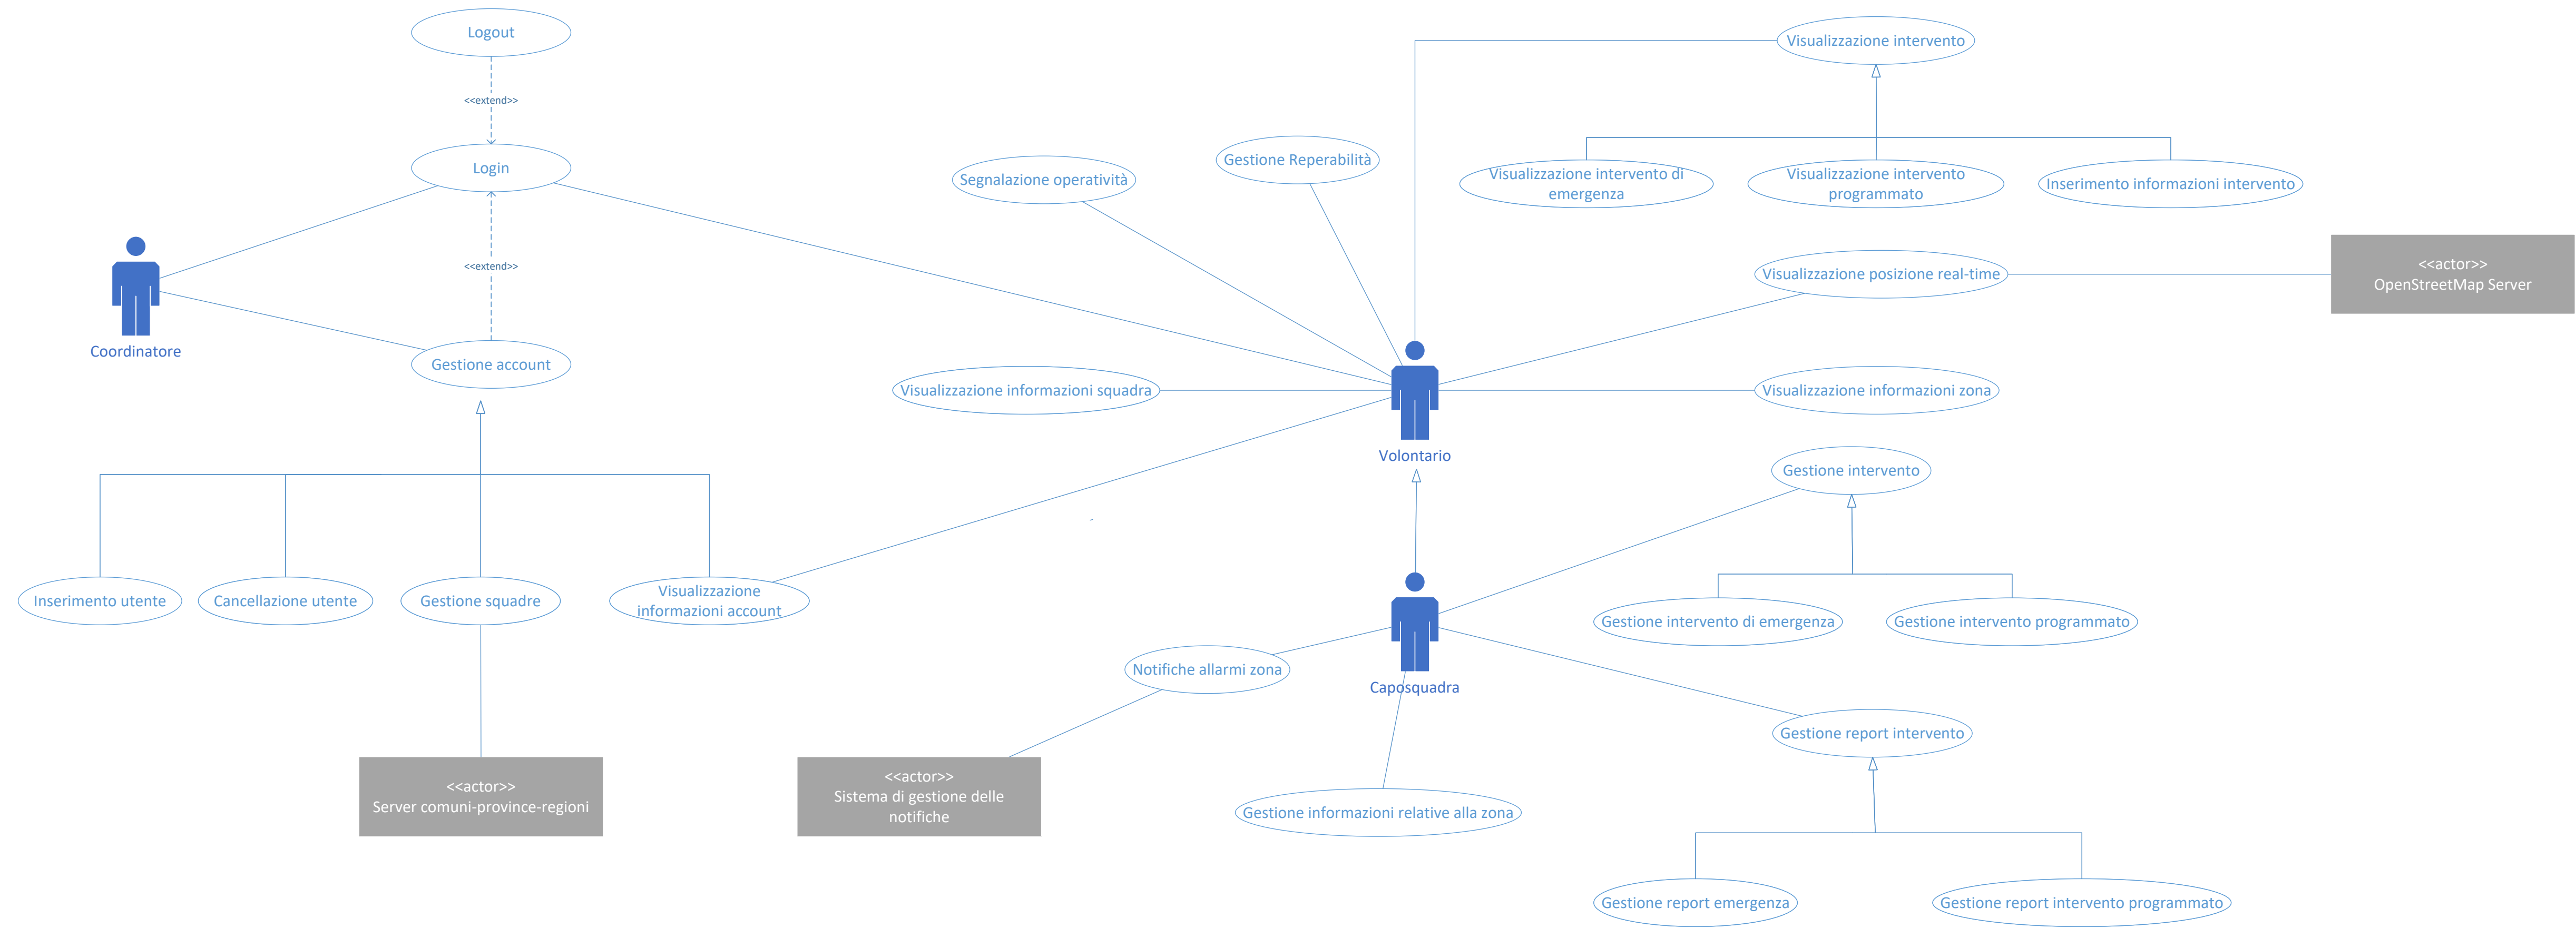 Logout
<<extend>>
Login
<<extend>>
Coordinatore
Gestione account
Inserimento utente
Cancellazione utente
Gestione squadre
Visualizzazione
informazioni account
<<actor>>
Server comuni-province-regioni
Segnalazione operatività
Gestione Reperabilità
Visualizzazione informazioni squadra
Volontario
Visualizzazione intervento
Visualizzazione intervento di
emergenza
Visualizzazione intervento
programmato
Inserimento informazioni intervento
Visualizzazione posizione real-time
<<actor>>
OpenStreetMap Server
Visualizzazione informazioni zona
Gestione intervento
Gestione intervento di emergenza
Gestione intervento programmato
Notifiche allarmi zona
Caposquadra
<<actor>>
Sistema di gestione delle
notifiche
Gestione informazioni relative alla zona
Gestione report intervento
Gestione report emergenza
Gestione report intervento programmato